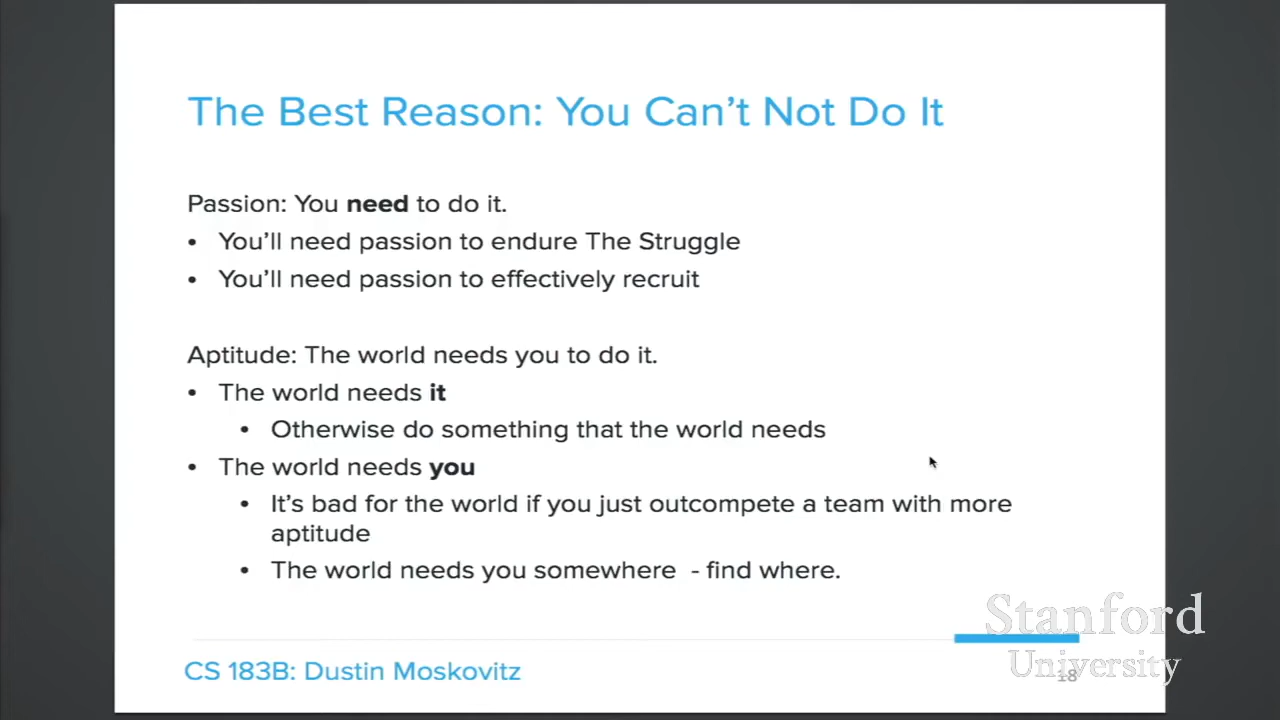 The Best Reason: You Can't Not Do It
Passion: You need to do it.
• You'll need passion to endure The Struggle
• You'll need passion to effectively recruit
Aptitude: The world needs you to do it.
• The world needs it
• Otherwise do something that the world needs
• The world needs you
• It's bad for the world if you just outcompete a team with more
aptitude
• The world needs you somewhere - find where.
Stanford
University
CS 183B: Dustin Moskovitz
18